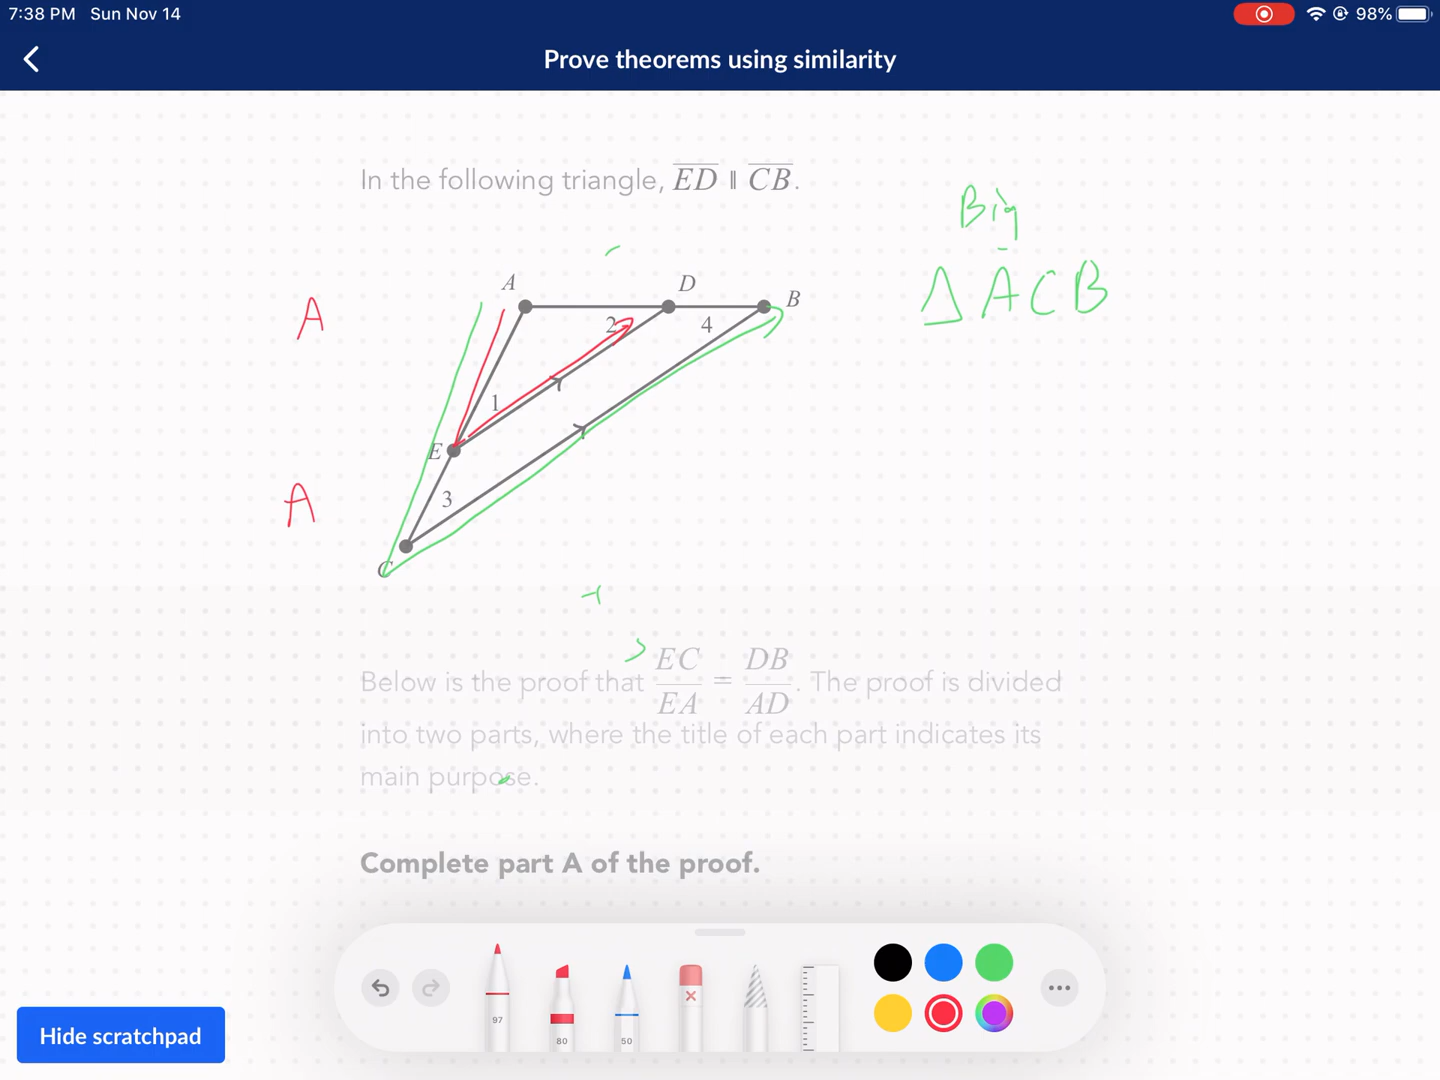 7:38 PM Sun Nov 14
98%
Prove theorems using similarity
In the following triangle, ED ∥ CB.
Big
ΔACB
A
D
B
A
2
4
1
E
A
3
C
Below is the proof that EC/EA = DB/AD. The proof is divided
into two parts, where the title of each part indicates its
main purpose.
Complete part A of the proof.
97
80
50
Hide scratchpad